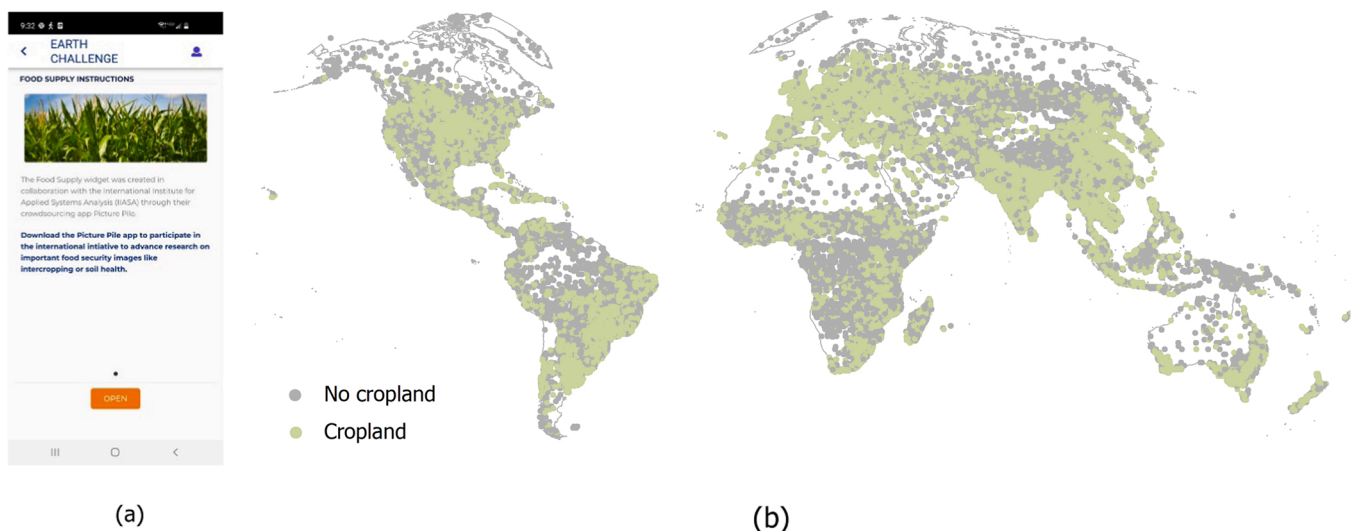 9:32
EARTH
CHALLENGE
FOOD SUPPLY INSTRUCTIONS
The Food Supply widget was created in
collaboration with the International Institute for
Applied Systems Analysis (IIASA) through their
crowdsourcing app Picture Pile.
Download the Picture Pile app to participate in
the international intiative to advance research on
important food security images like
intercropping or soil health.
OPEN
(a)
No cropland
Cropland
(b)